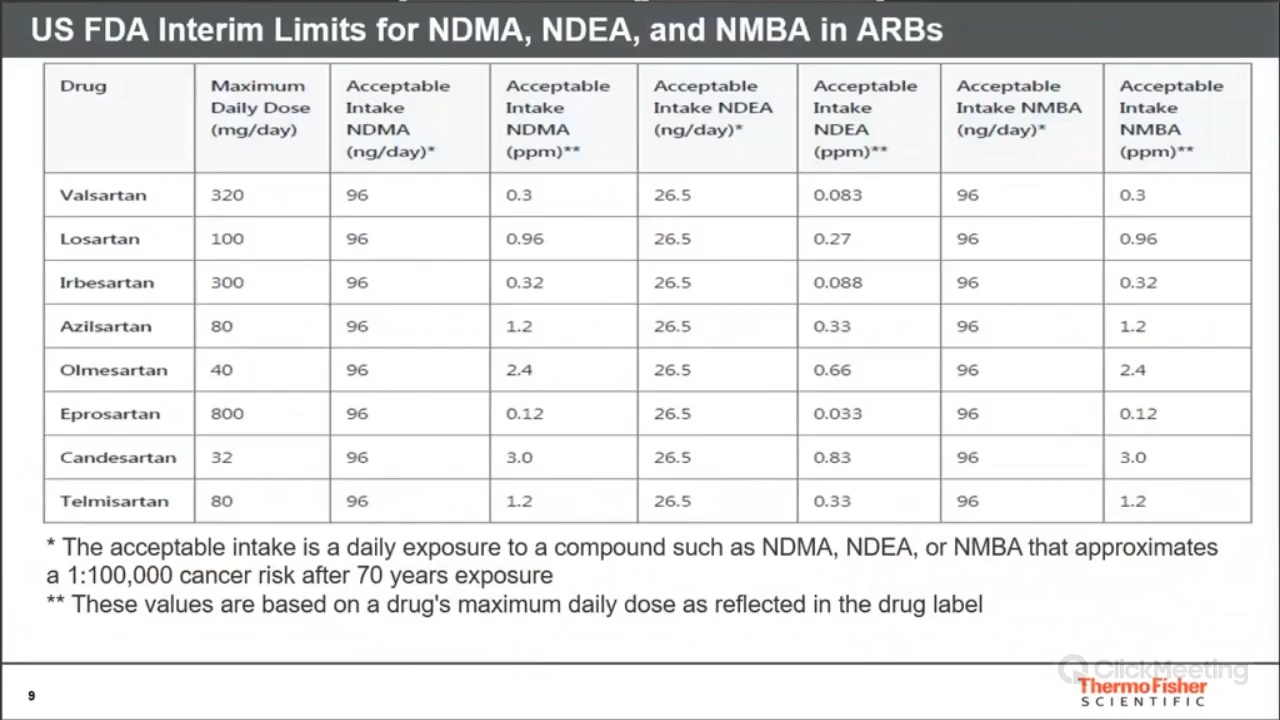 US FDA Interim Limits for NDMA, NDEA, and NMBA in ARBs
Drug Maximum Daily Dose (mg/day) Acceptable Intake NDMA (ng/day)* Acceptable Intake NDMA (ppm)** Acceptable Intake NDEA (ng/day)* Acceptable Intake NDEA (ppm)** Acceptable Intake NMBA (ng/day)* Acceptable Intake NMBA (ppm)**
Valsartan 320 96 0.3 26.5 0.083 96 0.3
Losartan 100 96 0.96 26.5 0.27 96 0.96
Irbesartan 300 96 0.32 26.5 0.088 96 0.32
Azilsartan 80 96 1.2 26.5 0.33 96 1.2
Olmesartan 40 96 2.4 26.5 0.66 96 2.4
Eprosartan 800 96 0.12 26.5 0.033 96 0.12
Candesartan 32 96 3.0 26.5 0.83 96 3.0
Telmisartan 80 96 1.2 26.5 0.33 96 1.2
* The acceptable intake is a daily exposure to a compound such as NDMA, NDEA, or NMBA that approximates
a 1:100,000 cancer risk after 70 years exposure
** These values are based on a drug's maximum daily dose as reflected in the drug label
ClickMeeting
9
ThermoFisher
SCIENTIFIC